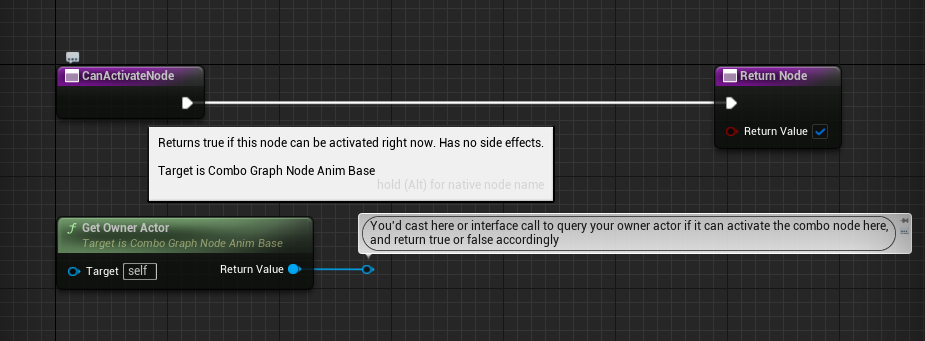 CanActivateNode
Return Node
Return Value
Returns true if this node can be activated right now. Has no side effects.
Target is Combo Graph Node Anim Base
hold (Alt) for native node name
f Get Owner Actor
Target is Combo Graph Node Anim Base
Target self
Return Value
You'd cast here or interface call to query your owner actor if it can activate the combo node here,
and return true or false accordingly